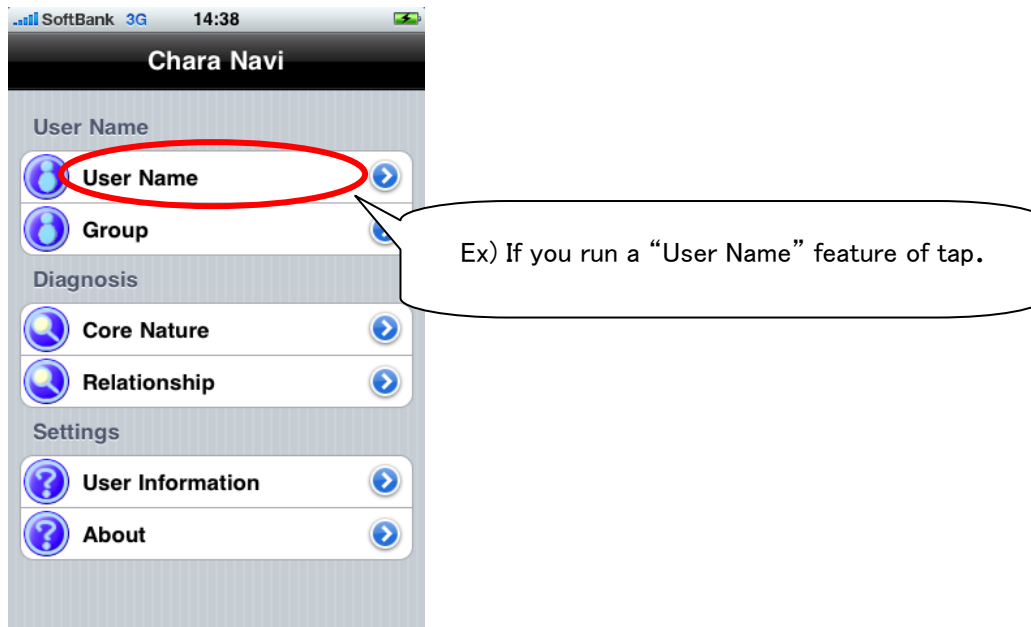 SoftBank 3G 14:38
Chara Navi
User Name
User Name
Group
Ex) If you run a “User Name” feature of tap.
Diagnosis
Core Nature
Relationship
Settings
User Information
About